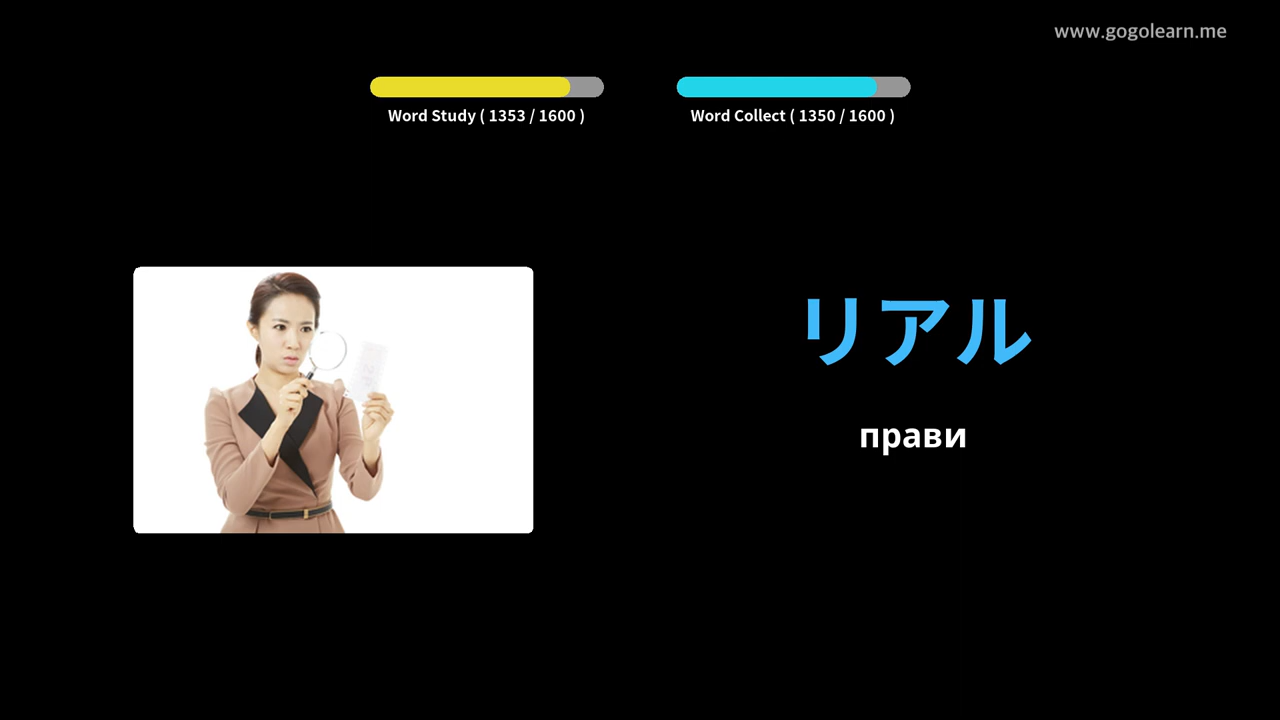 www.gogolearn.me
Word Study ( 1353 / 1600 )
Word Collect ( 1350 / 1600 )
リアル
прави